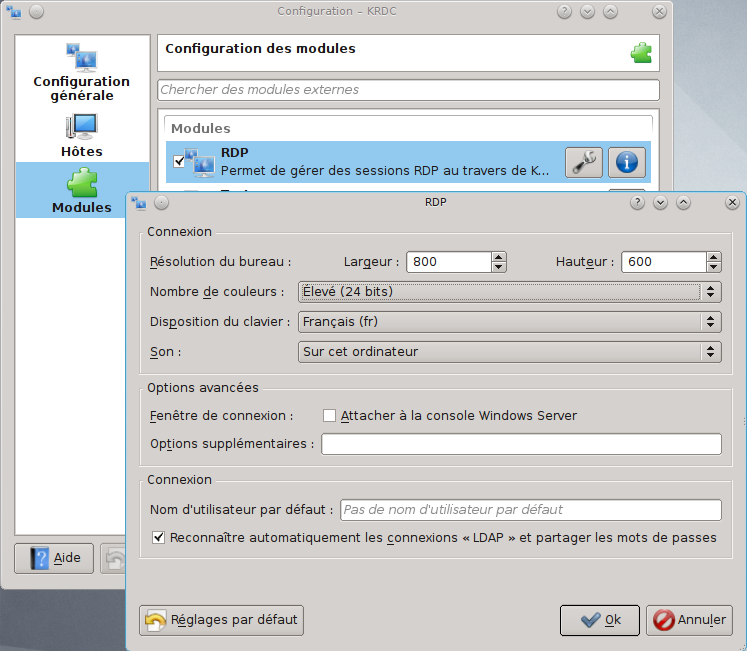 Configuration – KRDC
Configuration des modules
Configuration
générale
Chercher des modules externes
Modules
Hôtes
RDP
Permet de gérer des sessions RDP au travers de K...
Modules
RDP
Connexion
Résolution du bureau :
Largeur :
800
Hauteur :
600
Nombre de couleurs :
Élevé (24 bits)
Disposition du clavier :
Français (fr)
Son :
Sur cet ordinateur
Options avancées
Fenêtre de connexion :
Attacher à la console Windows Server
Options supplémentaires :
Connexion
Nom d'utilisateur par défaut :
Pas de nom d'utilisateur par défaut
Reconnaître automatiquement les connexions « LDAP » et partager les mots de passes
Aide
Réglages par défaut
Ok
Annuler